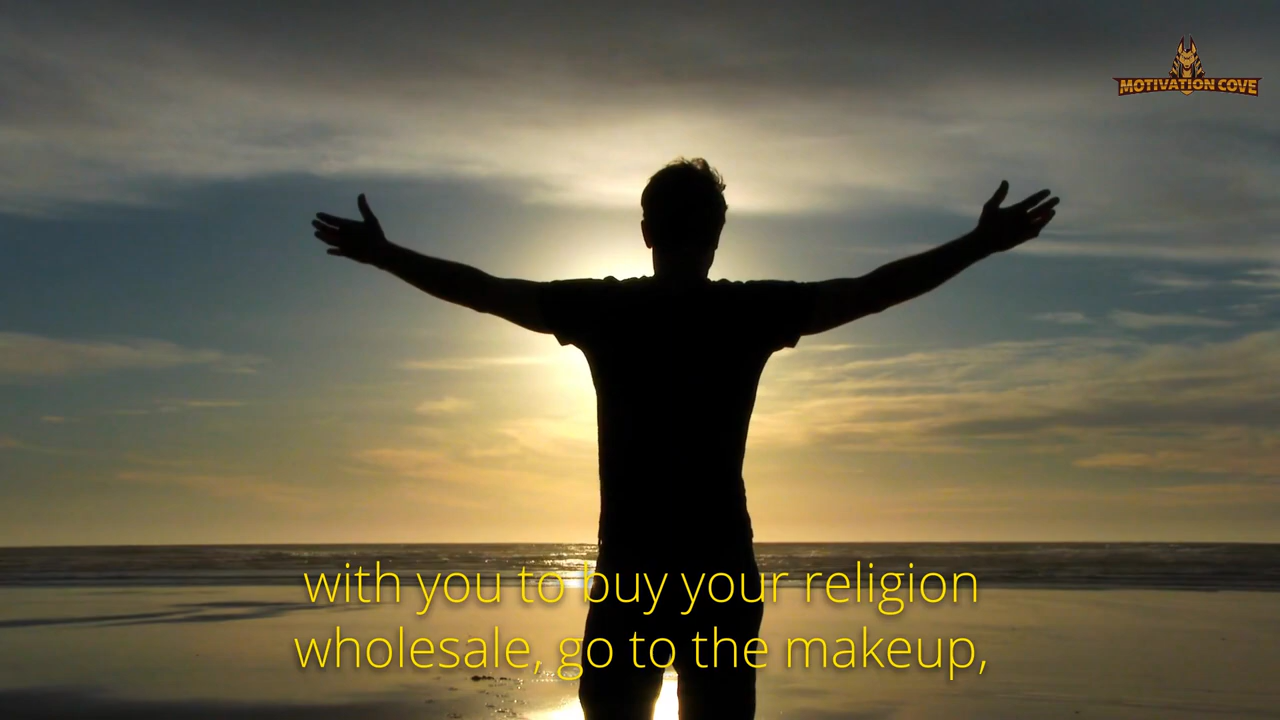 MOTIVATION COVE
with you to buy your religion
wholesale, go to the makeup,